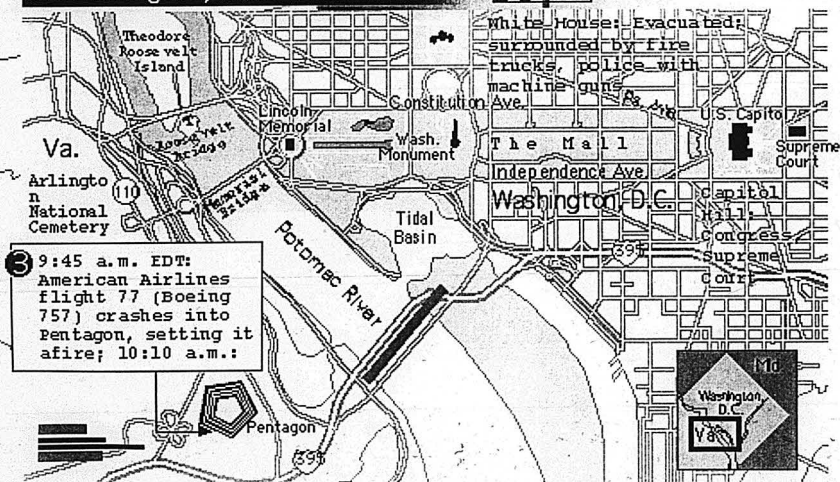 White House: Evacuated;
surrounded by fire
trucks, police with
machine guns
Theodore
Roosevelt
Island
Constitution Ave.
Pa. Ave
U.S. Capitol
Lincoln
Memorial
Roosevelt
Bridge
Wash.
Monument
The Mall
Supreme
Court
Va.
Independence Ave.
Arlingto
n
National
Cemetery
110
Memorial
Bridge
Washington, D.C.
Capitol
Hill:
Congress
Supreme
Court
Tidal
Basin
Potomac River
395
3 9:45 a.m. EDT:
American Airlines
flight 77 (Boeing
757) crashes into
Pentagon, setting it
afire; 10:10 a.m.:
Md
Washington
D.C.
Va
Pentagon
395